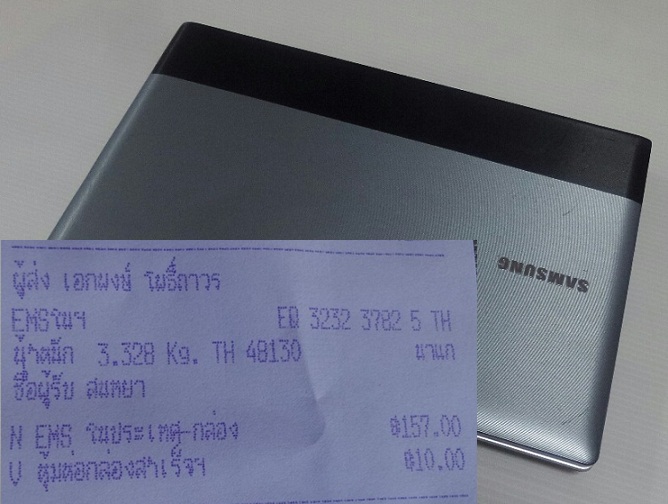 SAMSUNG
ผู้ส่ง เอกพงษ์ โพธิ์ถาวร
EMSในฯ EQ 3232 3782 5 TH
น้ำหนัก 3.328 Kg. TH 48130 นาแก
ชื่อผู้รับ สนทยา
N EMS ในประเทศ-กล่อง ฿157.00
V หุ้มห่อกล่องสำเร็จฯ ฿10.00